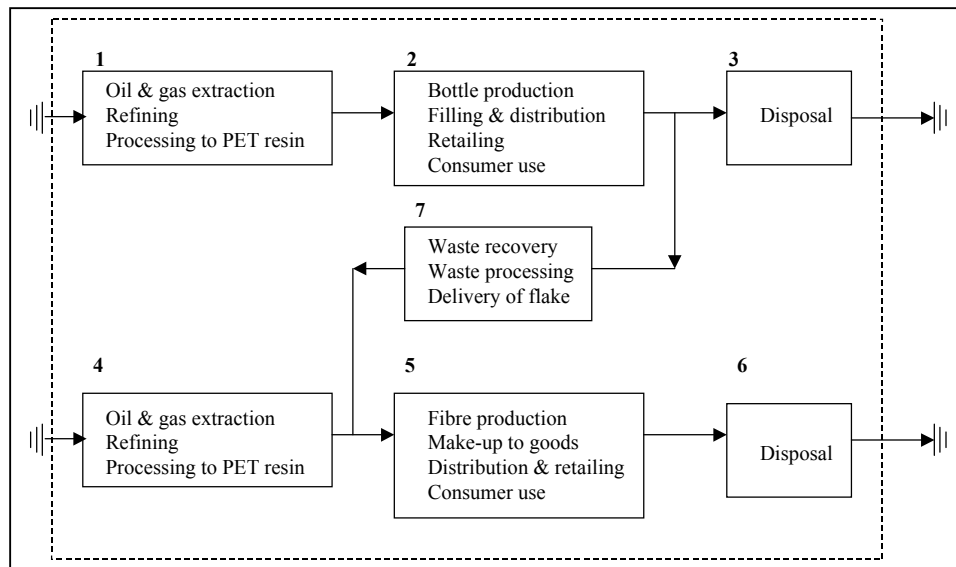 1
Oil & gas extraction
Refining
Processing to PET resin
2
Bottle production
Filling & distribution
Retailing
Consumer use
3
Disposal
7
Waste recovery
Waste processing
Delivery of flake
4
Oil & gas extraction
Refining
Processing to PET resin
5
Fibre production
Make-up to goods
Distribution & retailing
Consumer use
6
Disposal